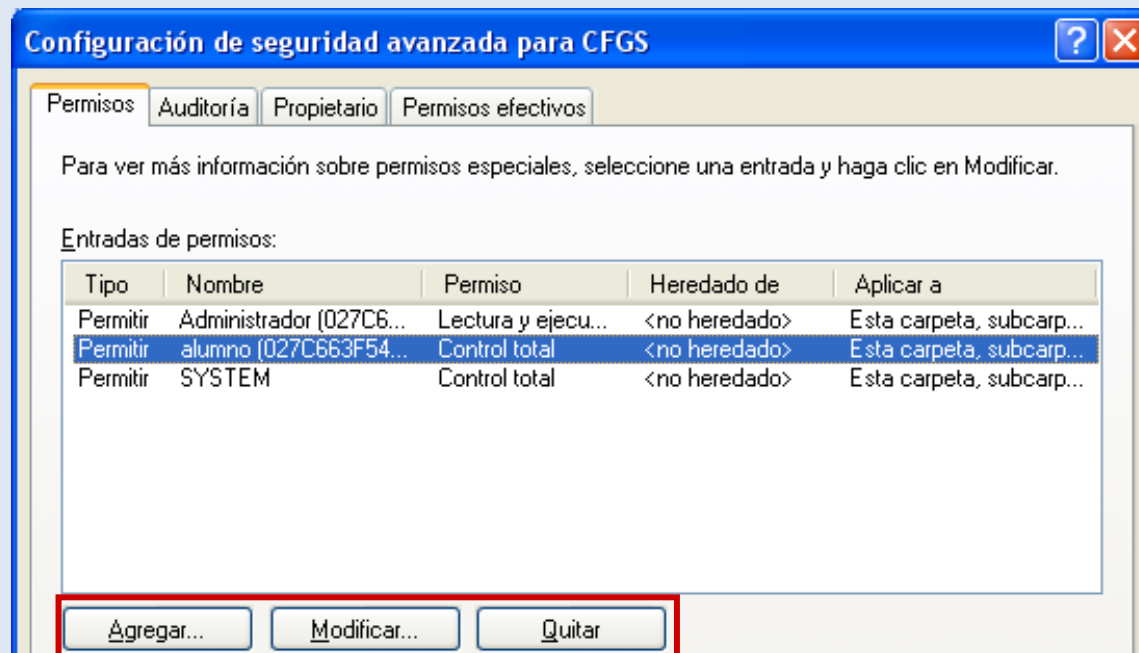 Configuración de seguridad avanzada para CFGS
Permisos Auditoría Propietario Permisos efectivos
Para ver más información sobre permisos especiales, seleccione una entrada y haga clic en Modificar.
Entradas de permisos:
Tipo Nombre Permiso Heredado de Aplicar a
Permitir Administrador (027C6... Lectura y ejecu... <no heredado> Esta carpeta, subcarp...
Permitir alumno (027C663F54... Control total <no heredado> Esta carpeta, subcarp...
Permitir SYSTEM Control total <no heredado> Esta carpeta, subcarp...
Agregar... Modificar... Quitar